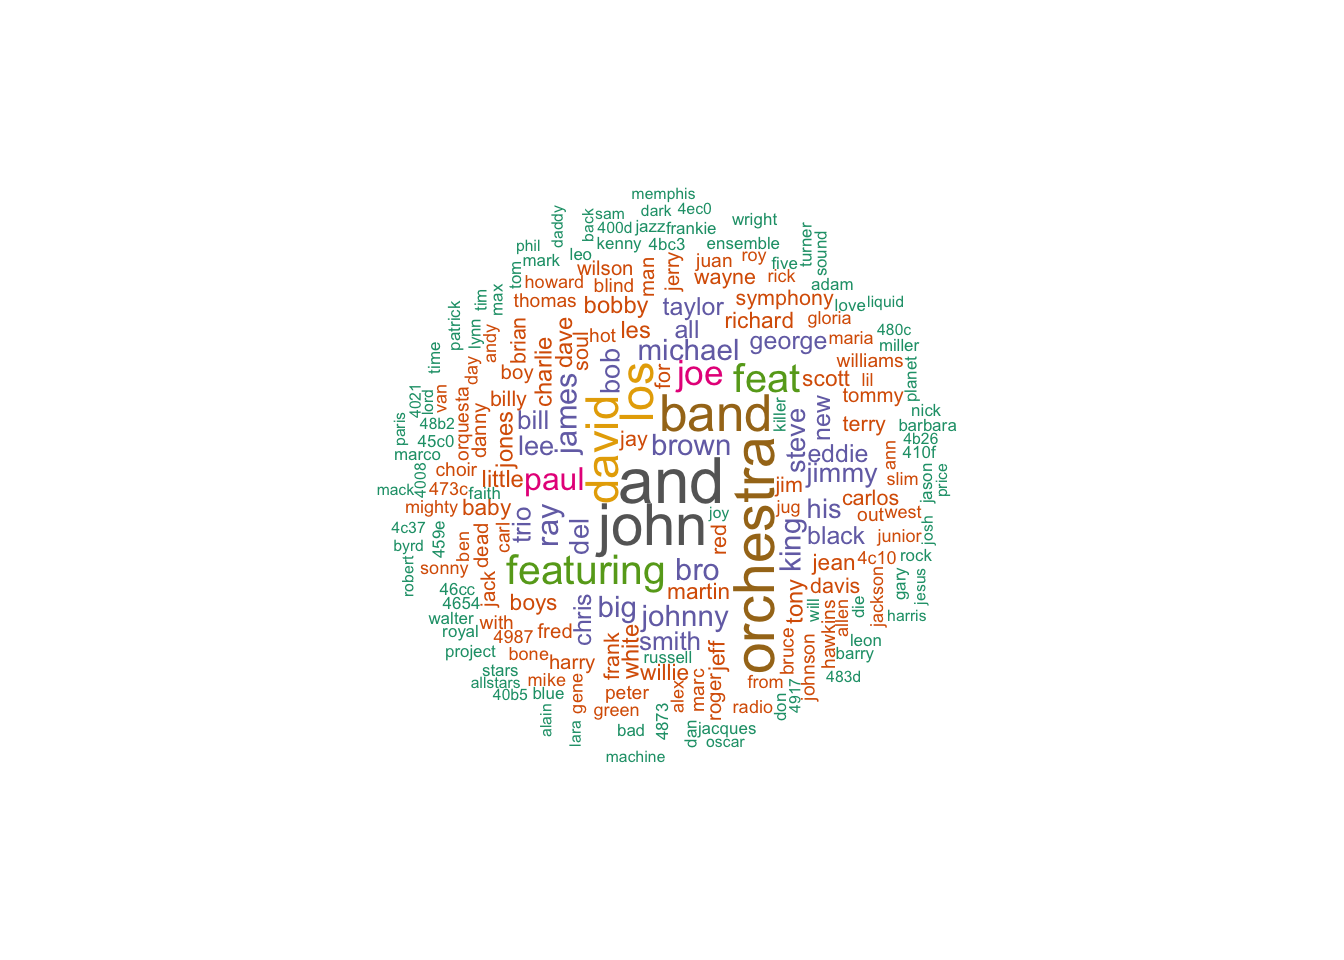 memphis
daddy
back
sam
dark
4ec0
wright
400d
jazz
frankie
turner
sound
phil
mark
leo
kenny
4bc3
ensemble
five
tom
howard
wilson
blind
man
jerry
juan
roy
wayne
rick
adam
patrick
tim
max
thomas
bobby
taylor
symphony
love
liquid
time
lynn
andy
brian
charlie
dave
soul
hot
les
all
richard
gloria
480c
michael
george
maria
miller
day
boy
bob
los
for
joe
feat
scott
williams
lil
planet
paris
4021
lord
van
billy
james
david
band
killer
new
tommy
nick
48b2
orquesta
danny
jones
bill
steve
terry
barbara
45c0
lee
jay
brown
4b26
marco
and
orchestra
eddie
ann
410f
choir
little
paul
jim
jimmy
slim
jason
price
mack
4008
473c
faith
carlos
mighty
baby
john
joy
jug
his
out
west
4c37
459e
trio
ray
del
red
king
black
junior
josh
byrd
ben
dead
carl
robert
sonny
featuring
bro
jean
4c10
rock
46cc
jack
martin
davis
gary
jesus
4654
boys
chris
big
johnny
tony
will
die
jackson
walter
with
hawkins
allen
harris
royal
4987
fred
smith
bruce
leon
project
bone
harry
frank
white
russell
jeff
johnson
barry
stars
willie
allstars
mike
alex
marc
roger
from
483d
40b5
blue
gene
peter
don
4917
green
radio
alain
lara
bad
4873
dan
jacques
oscar
machine